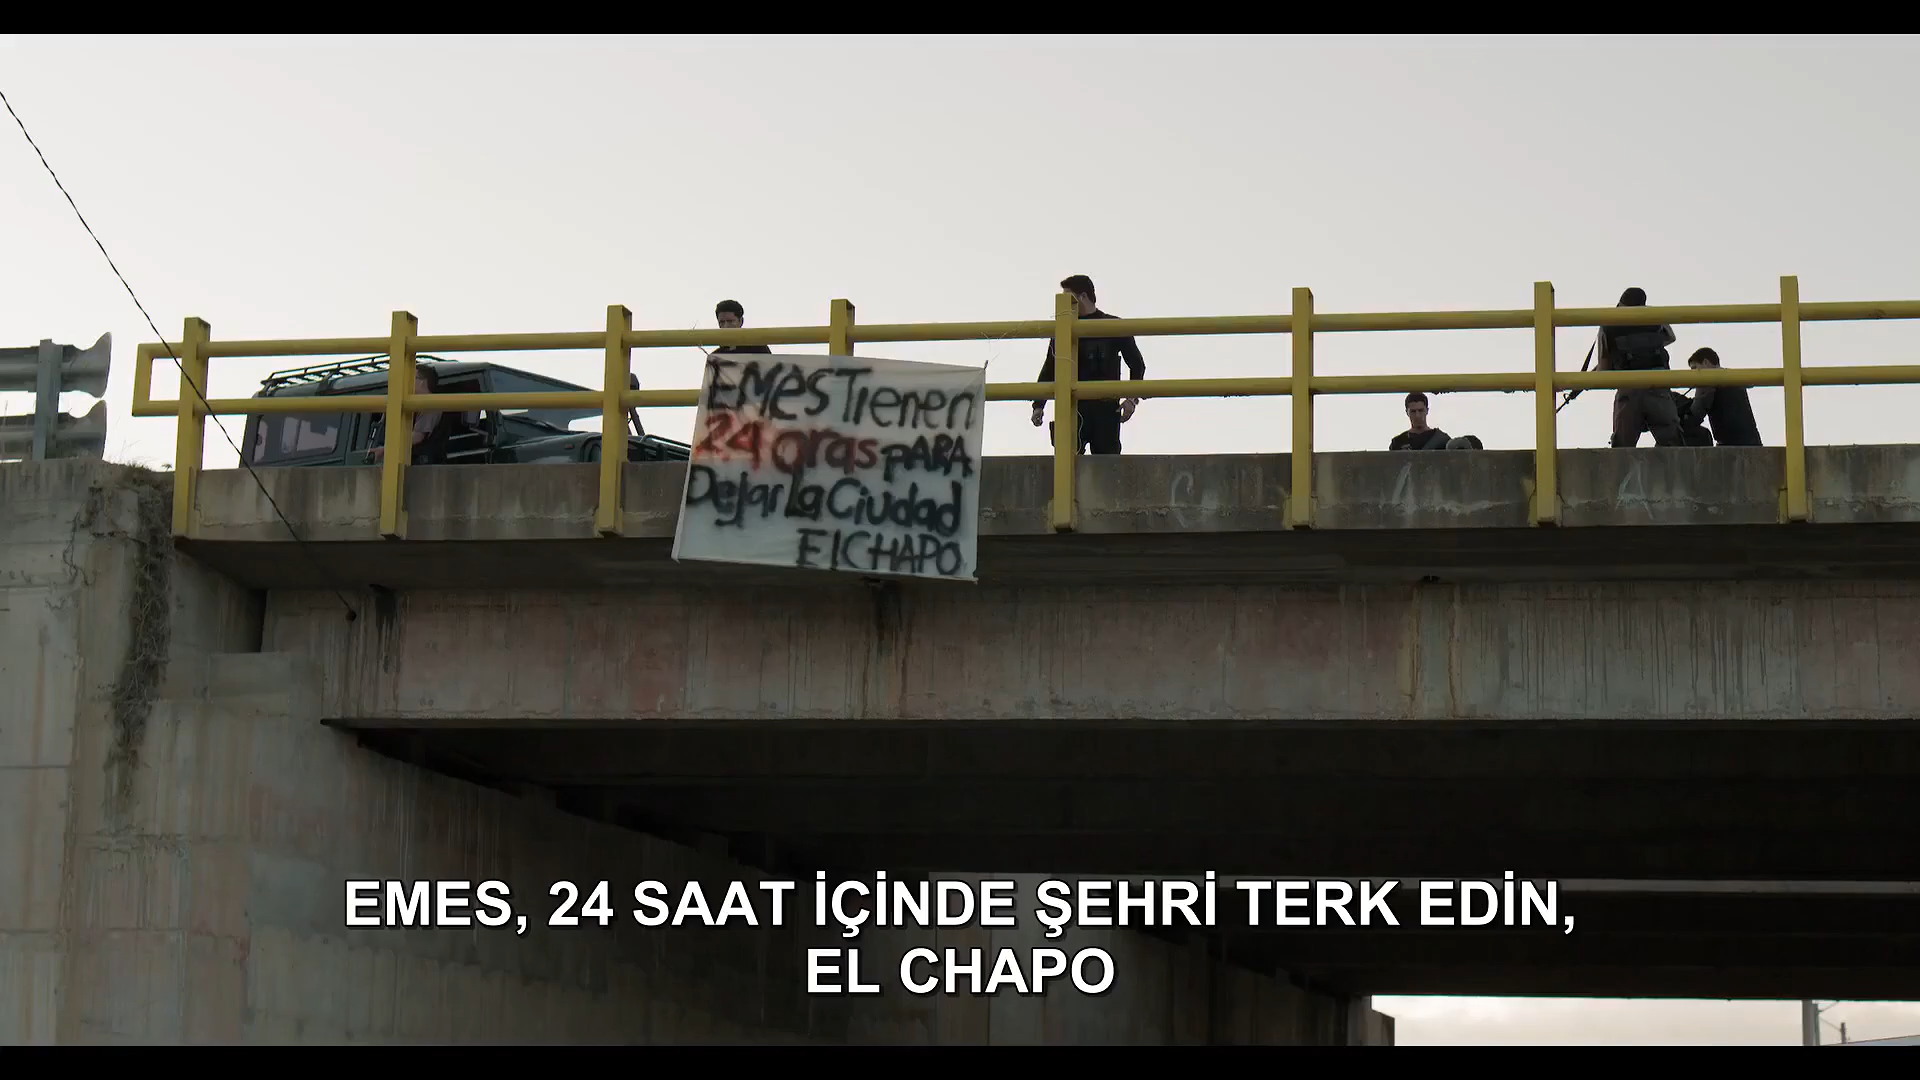 EMES Tienen
24 oras PARA
Dejar La Ciudad
El CHAPO
EMES, 24 SAAT İÇİNDE ŞEHRİ TERK EDİN,
EL CHAPO